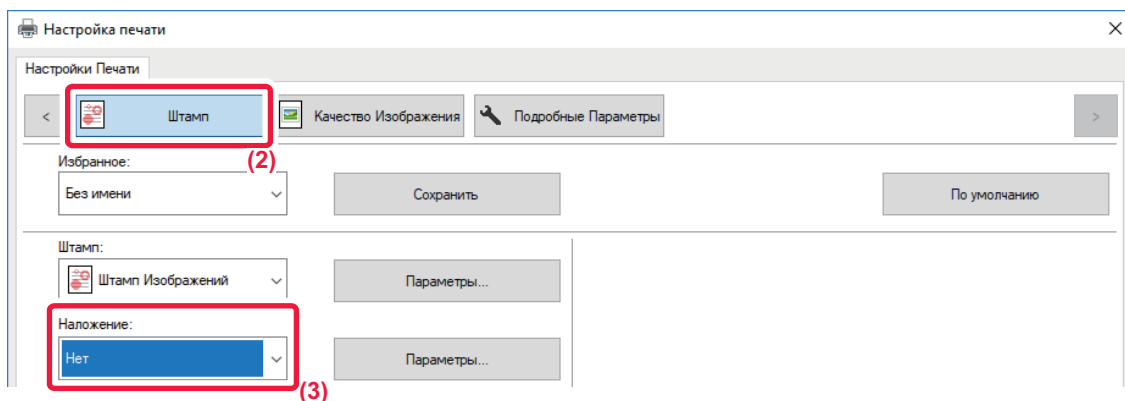 Настройка печати
Настройки Печати
< Штамп Качество Изображения Подробные Параметры >
(2)
Избранное:
Без имени Сохранить По умолчанию
Штамп:
Штамп Изображений Параметры...
Наложение:
Нет Параметры...
(3)